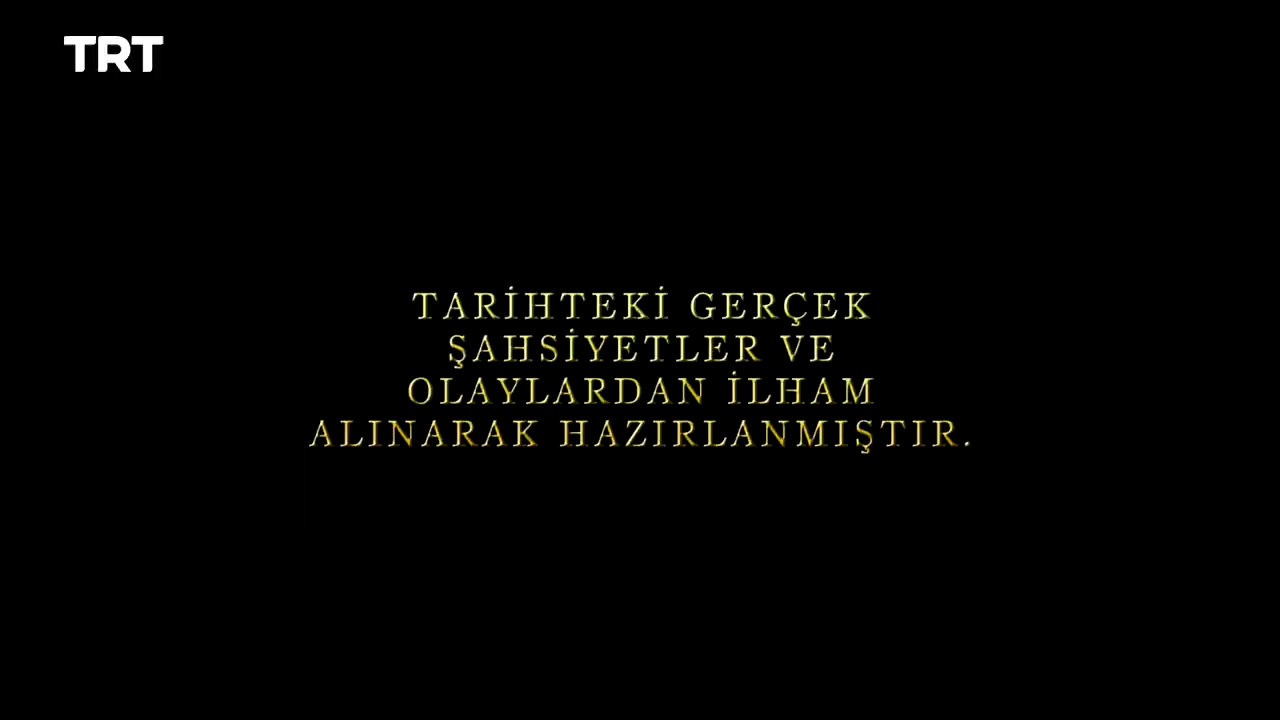 TRT
TARİHTEKİ GERÇEK
ŞAHSİYETLER VE
OLAYLARDAN İLHAM
ALINARAK HAZIRLANMIŞTIR.